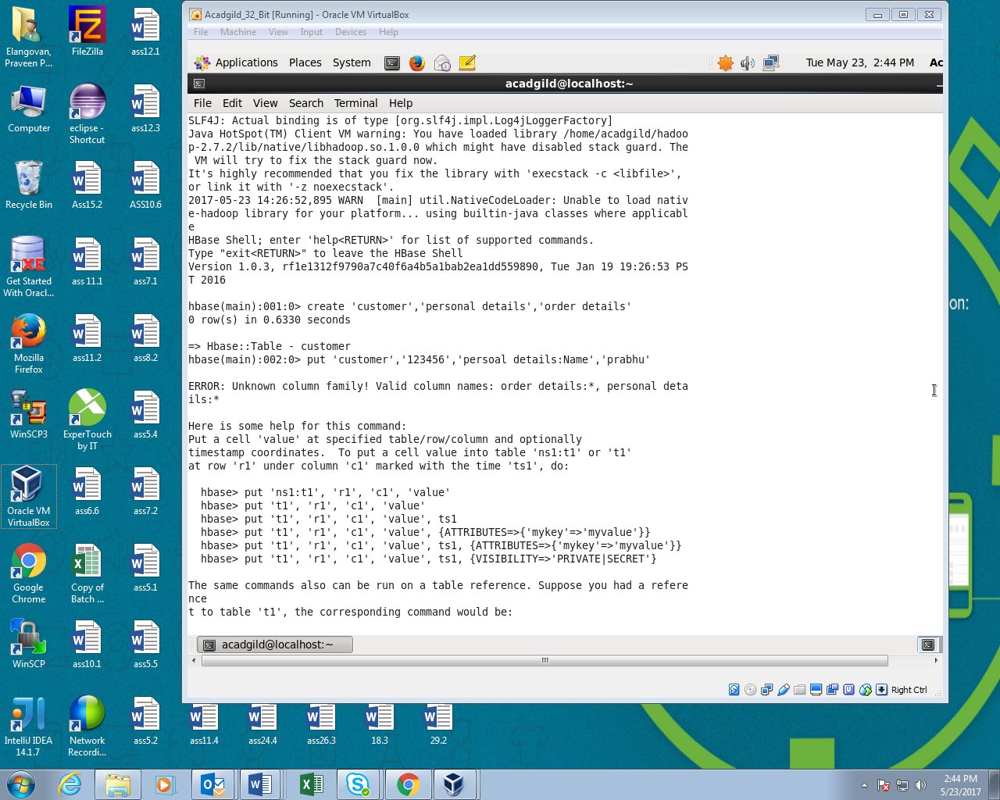 Acadgild_32_Bit [Running] - Oracle VM VirtualBox
File Machine View Input Devices Help
Applications Places System
Tue May 23, 2:44 PM Ac
acadgild@localhost:~
File Edit View Search Terminal Help
SLF4J: Actual binding is of type [org.slf4j.impl.Log4jLoggerFactory]
Java HotSpot(TM) Client VM warning: You have loaded library /home/acadgild/hadoo
p-2.7.2/lib/native/libhadoop.so.1.0.0 which might have disabled stack guard. The
VM will try to fix the stack guard now.
It's highly recommended that you fix the library with 'execstack -c <libfile>',
or link it with '-z noexecstack'.
2017-05-23 14:26:52,895 WARN  [main] util.NativeCodeLoader: Unable to load nativ
e-hadoop library for your platform... using builtin-java classes where applicabl
e
HBase Shell; enter 'help<RETURN>' for list of supported commands.
Type "exit<RETURN>" to leave the HBase Shell
Version 1.0.3, rf1e1312f9790a7c40f6a4b5a1bab2ea1dd559890, Tue Jan 19 19:26:53 PS
T 2016
hbase(main):001:0> create 'customer','personal details','order details'
0 row(s) in 0.6330 seconds
=> Hbase::Table - customer
hbase(main):002:0> put 'customer','123456','persoal details:Name','prabhu'
ERROR: Unknown column family! Valid column names: order details:*, personal deta
ils:*
Here is some help for this command:
Put a cell 'value' at specified table/row/column and optionally
timestamp coordinates.  To put a cell value into table 'ns1:t1' or 't1'
at row 'r1' under column 'c1' marked with the time 'ts1', do:
hbase> put 'ns1:t1', 'r1', 'c1', 'value'
hbase> put 't1', 'r1', 'c1', 'value'
hbase> put 't1', 'r1', 'c1', 'value', ts1
hbase> put 't1', 'r1', 'c1', 'value', {ATTRIBUTES=>{'mykey'=>'myvalue'}}
hbase> put 't1', 'r1', 'c1', 'value', ts1, {ATTRIBUTES=>{'mykey'=>'myvalue'}}
hbase> put 't1', 'r1', 'c1', 'value', ts1, {VISIBILITY=>'PRIVATE|SECRET'}
The same commands also can be run on a table reference. Suppose you had a refere
nce
t to table 't1', the corresponding command would be:
acadgild@localhost:~
Right Ctrl
Elangovan,
Praveen P...
FileZilla
ass12.1
Computer
eclipse -
Shortcut
ass12.3
Recycle Bin
Ass15.2
ASS10.6
XE
Get Started
With Oracl...
ass 11.1
ass7.1
Mozilla
Firefox
ass11.2
ass8.2
WinSCP3
ExperTouch
by IT
ass5.4
Oracle VM
VirtualBox
ass6.6
ass7.2
Google
Chrome
Copy of
Batch ...
ass5.1
WinSCP
ass10.1
ass5.5
IntelliJ IDEA
14.1.7
Network
Recordi...
ass5.2
ass11.4
ass24.4
ass26.3
18.3
29.2
on:
2:44 PM
5/23/2017